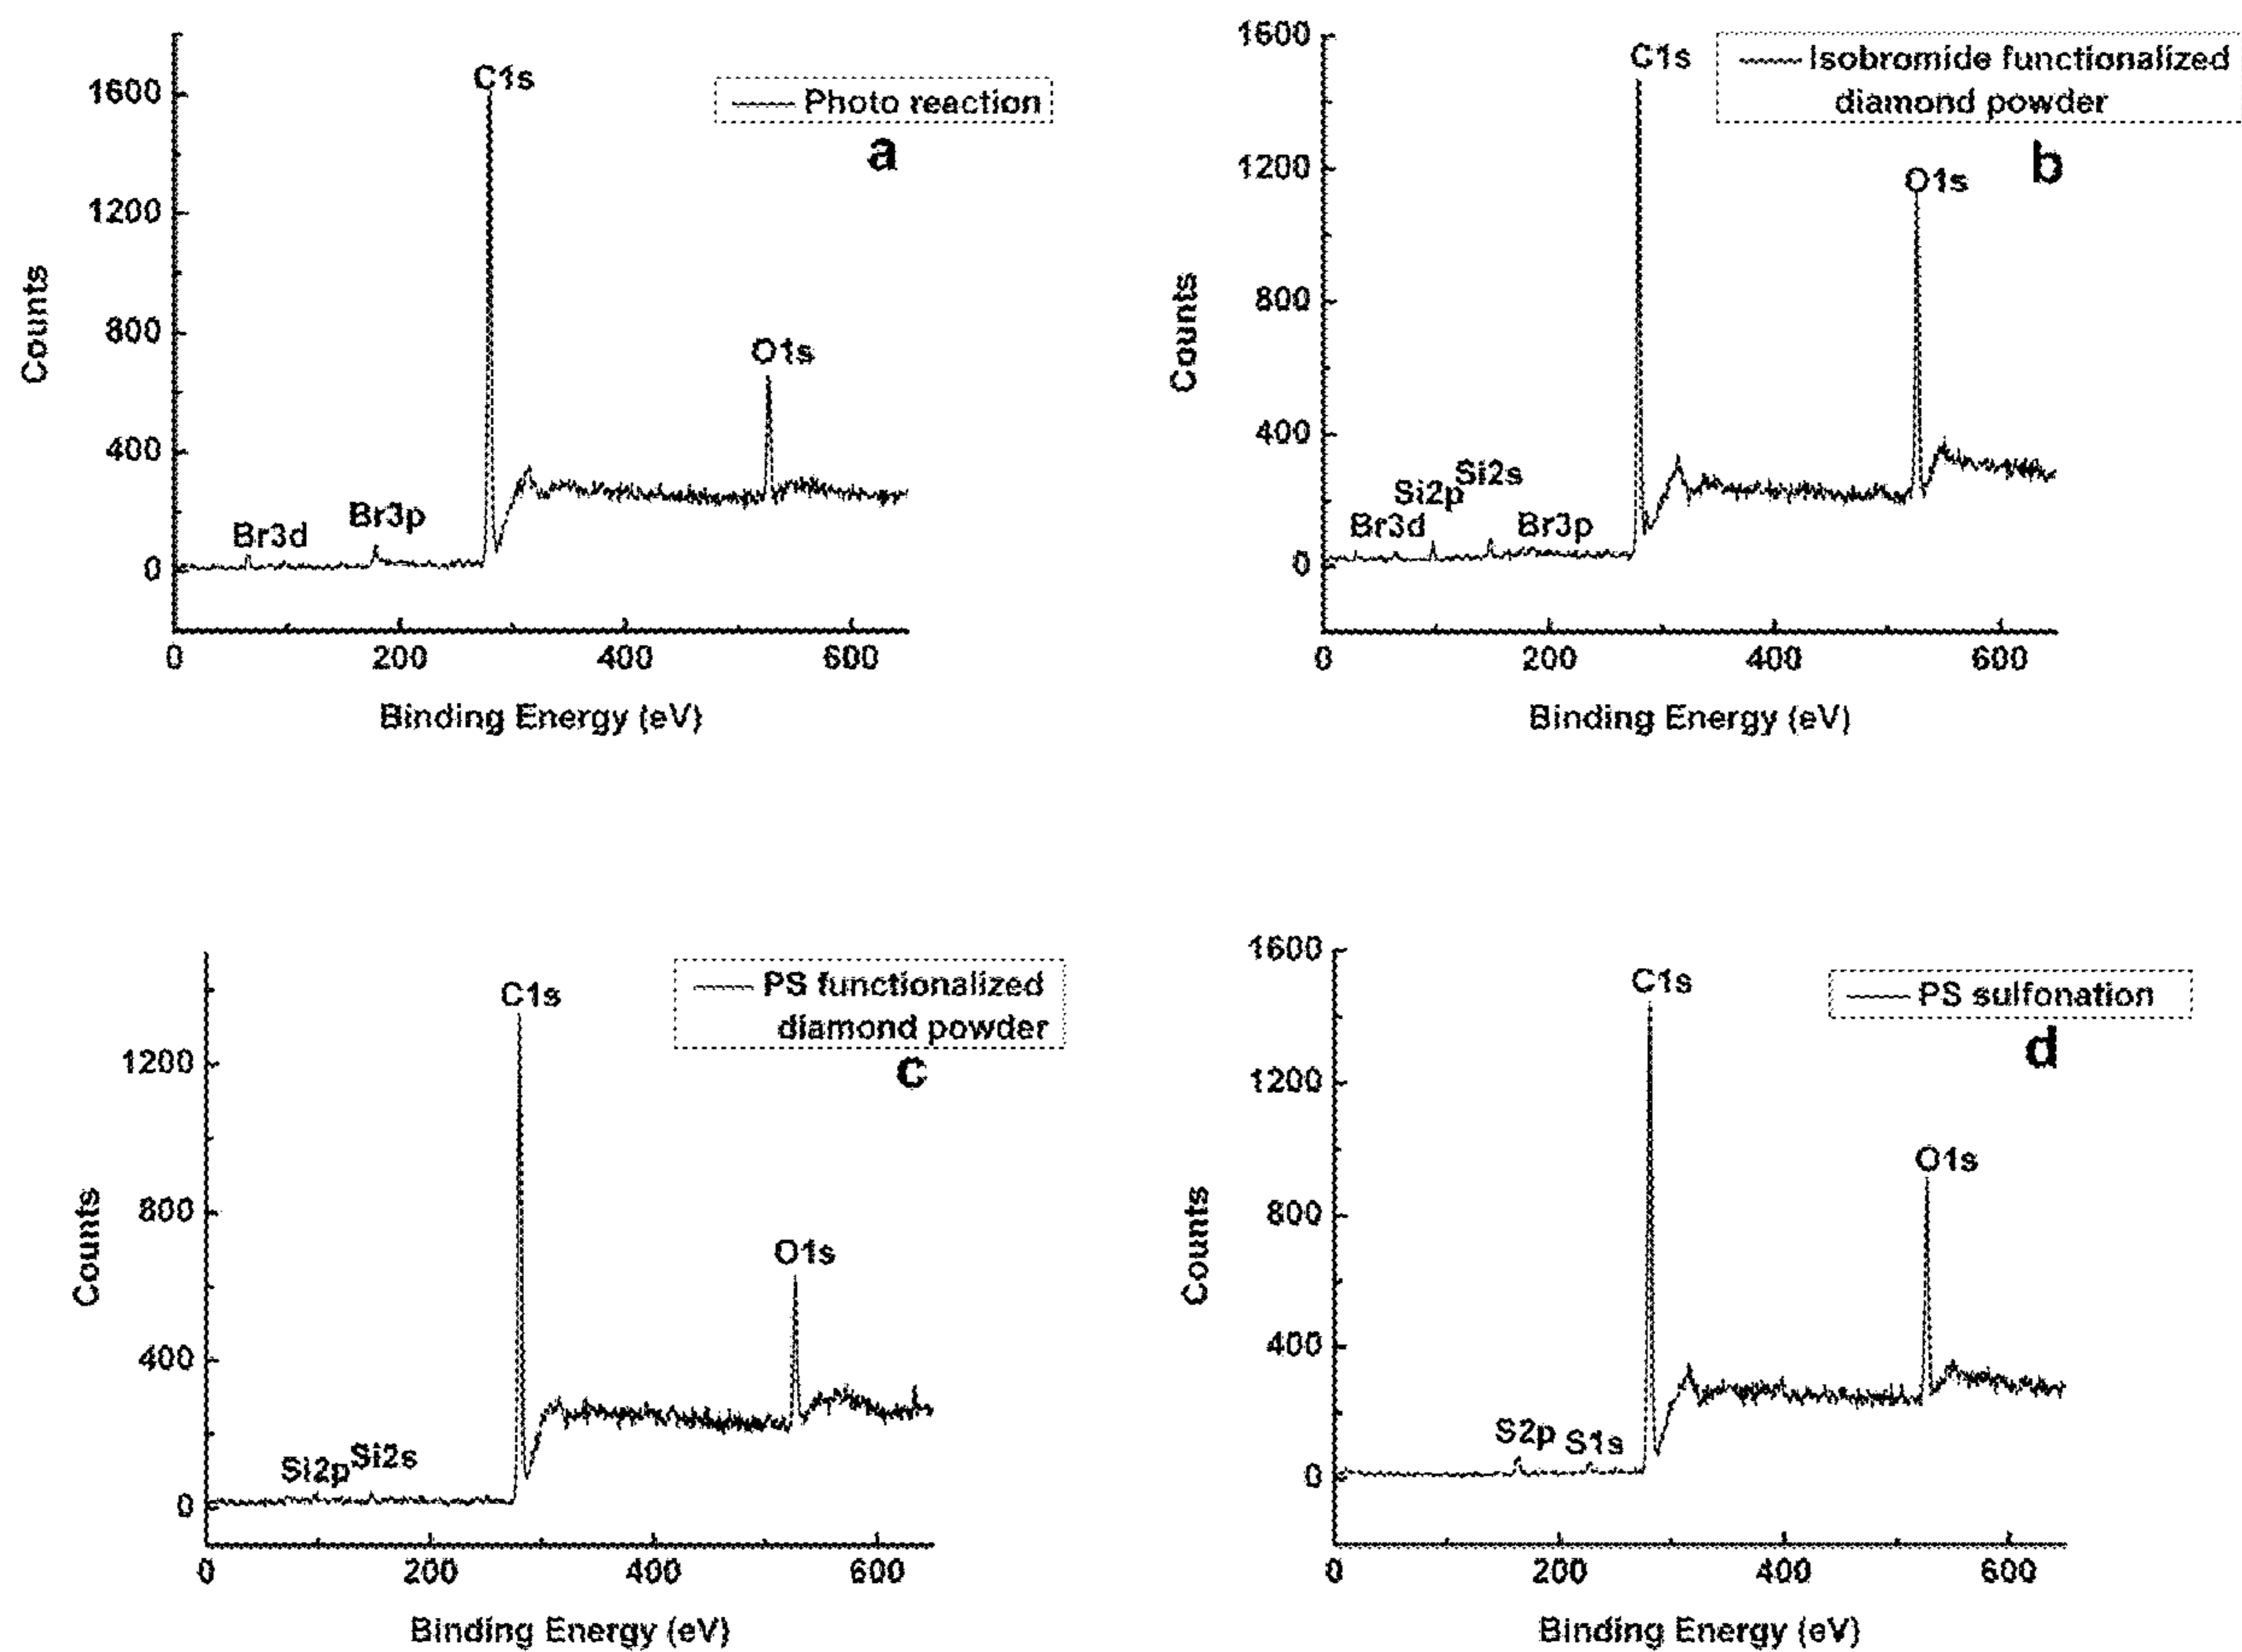 1600
1200
800
400
0
Counts
C1s
O1s
Br3d
Br3p
Photo reaction
a
0
200
400
600
Binding Energy (eV)
1600
1200
800
400
0
Counts
C1s
O1s
Si2p
Si2s
Br3d
Br3p
Isobromide functionalized
diamond powder
b
0
200
400
600
Binding Energy (eV)
1200
800
400
0
Counts
C1s
O1s
Si2p
Si2s
PS functionalized
diamond powder
c
0
200
400
600
Binding Energy (eV)
1600
1200
800
400
0
Counts
C1s
O1s
S2p
S1s
PS sulfonation
d
0
200
400
600
Binding Energy (eV)